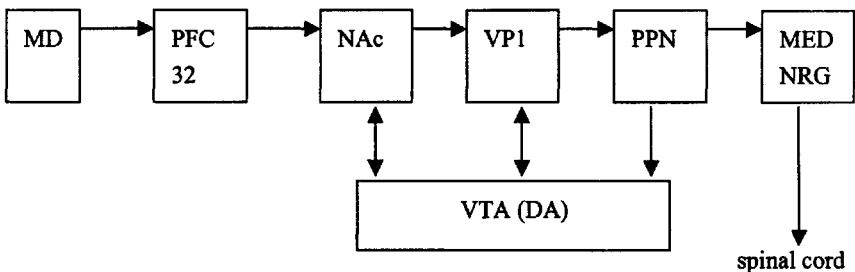 MD
PFC
32
NAc
VP1
PPN
MED
NRG
VTA (DA)
spinal cord